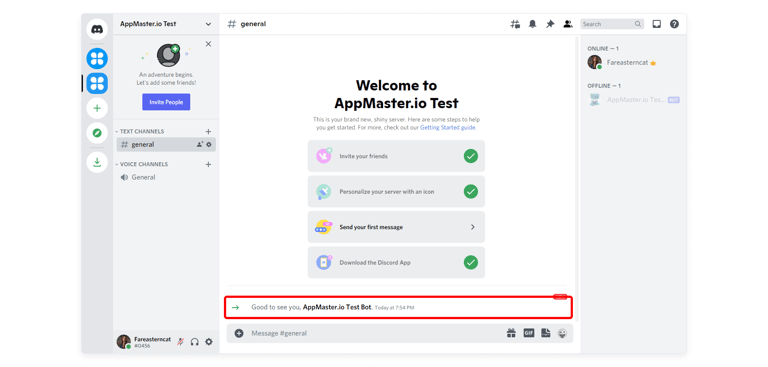 AppMaster.io Test
An adventure begins.
Let's add some friends!
Invite People
TEXT CHANNELS
general
VOICE CHANNELS
General
Fareasterncat
#0456
# general
Search
Welcome to
AppMaster.io Test
This is your brand new, shiny server. Here are some steps to
help you get started. For more, check out our Getting Started guide.
Invite your friends
Personalize your server with an icon
Send your first message
Download the Discord App
Good to see you, AppMaster.io Test Bot. Today at 7:54 PM
Message #general
GIF
ONLINE — 1
Fareasterncat
OFFLINE — 1
AppMaster.io Tes... BOT